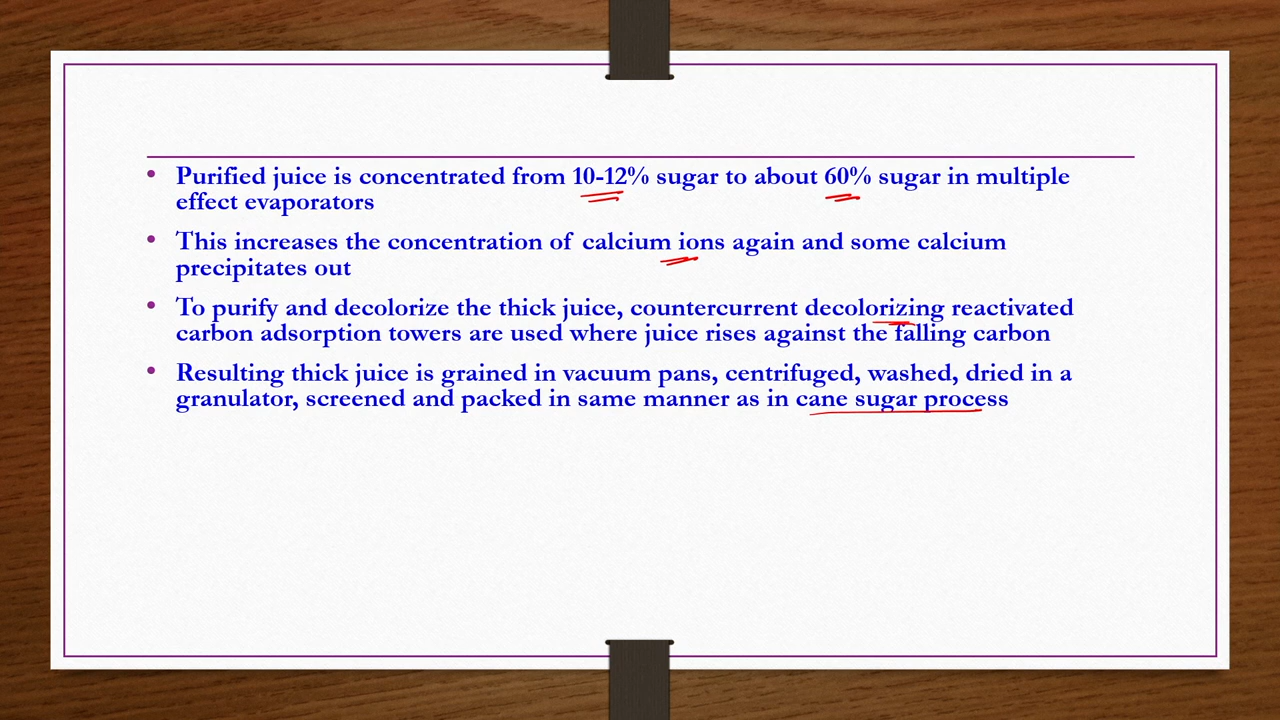 • Purified juice is concentrated from 10-12% sugar to about 60% sugar in multiple
effect evaporators
• This increases the concentration of calcium ions again and some calcium
precipitates out
• To purify and decolorize the thick juice, countercurrent decolorizing reactivated
carbon adsorption towers are used where juice rises against the falling carbon
• Resulting thick juice is grained in vacuum pans, centrifuged, washed, dried in a
granulator, screened and packed in same manner as in cane sugar process